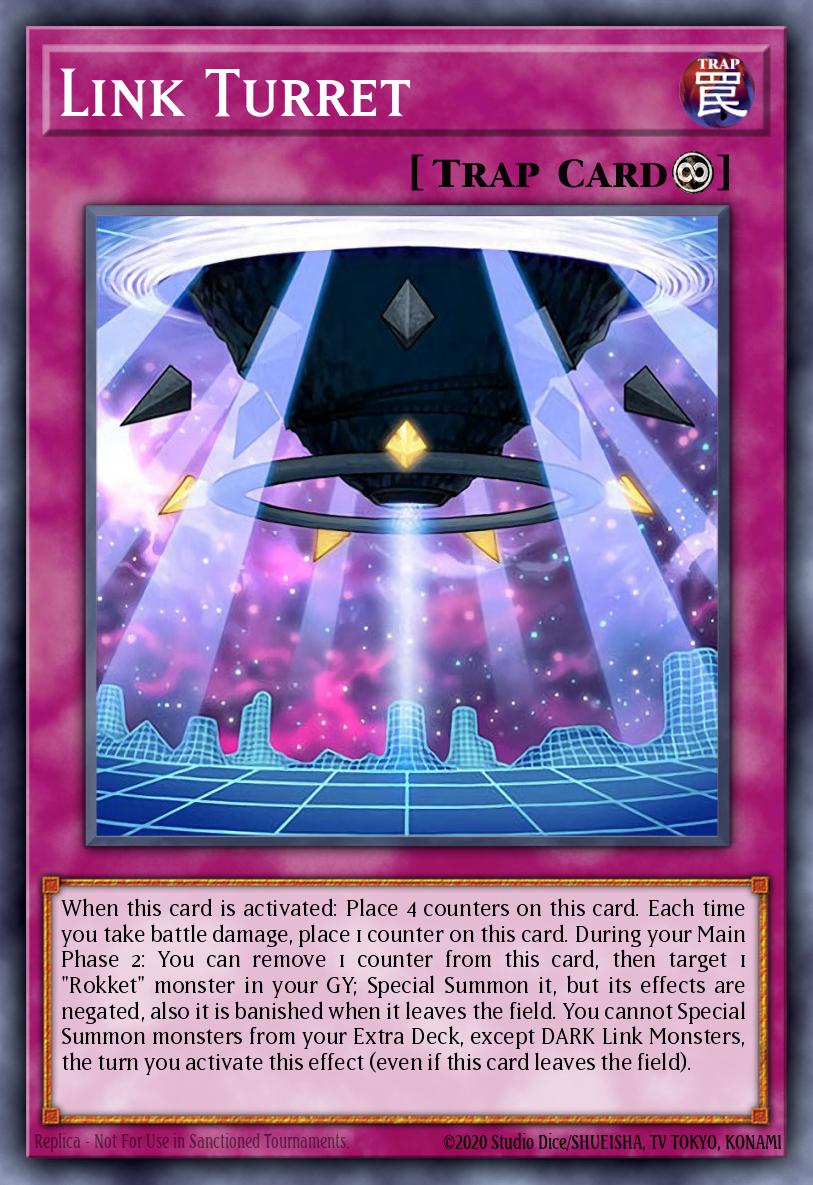 Link Turret
TRAP
罠
[ Trap Card ∞ ]
When this card is activated: Place 4 counters on this card. Each time
you take battle damage, place 1 counter on this card. During your Main
Phase 2: You can remove 1 counter from this card, then target 1
"Rokket" monster in your GY; Special Summon it, but its effects are
negated, also it is banished when it leaves the field. You cannot Special
Summon monsters from your Extra Deck, except DARK Link Monsters,
the turn you activate this effect (even if this card leaves the field).
Replica - Not For Use in Sanctioned Tournaments.
©2020 Studio Dice/SHUEISHA, TV TOKYO, KONAMI